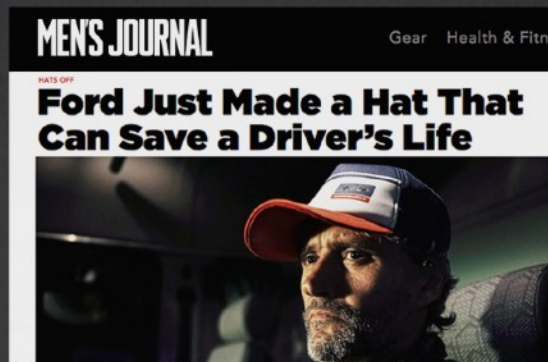 MEN'S JOURNAL
Gear Health & Fitn
HATS OFF
Ford Just Made a Hat That
Can Save a Driver's Life